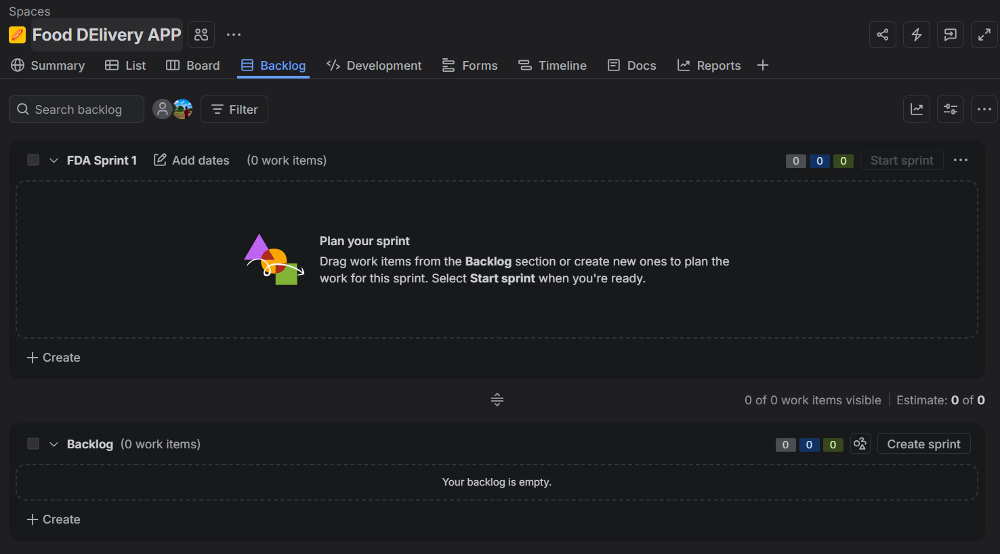 Spaces
Food DElivery APP
Summary List Board Backlog Development Forms Timeline Docs Reports
Search backlog Filter
FDA Sprint 1 Add dates (0 work items) 0 0 0 Start sprint
Plan your sprint
Drag work items from the Backlog section or create new ones to plan the
work for this sprint. Select Start sprint when you're ready.
+ Create
0 of 0 work items visible Estimate: 0 of 0
Backlog (0 work items) 0 0 0 Create sprint
Your backlog is empty.
+ Create